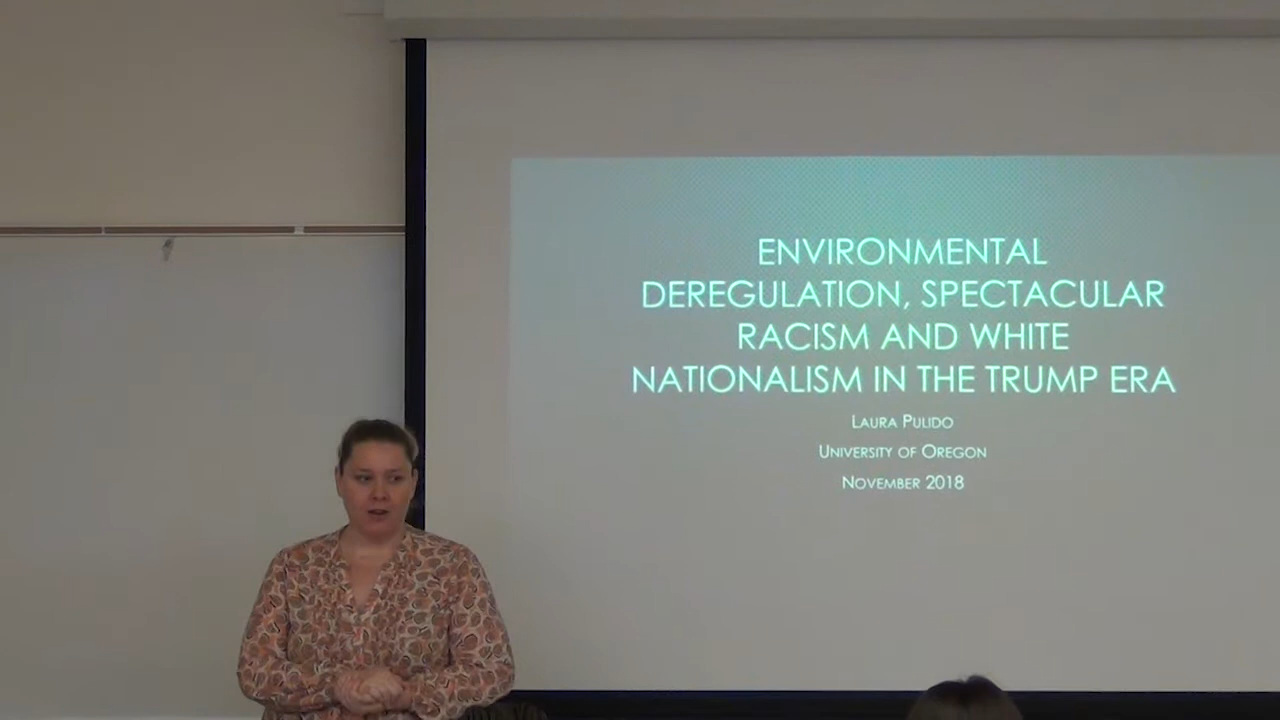 ENVIRONMENTAL
DEREGULATION, SPECTACULAR
RACISM AND WHITE
NATIONALISM IN THE TRUMP ERA
LAURA PULIDO
UNIVERSITY OF OREGON
NOVEMBER 2018